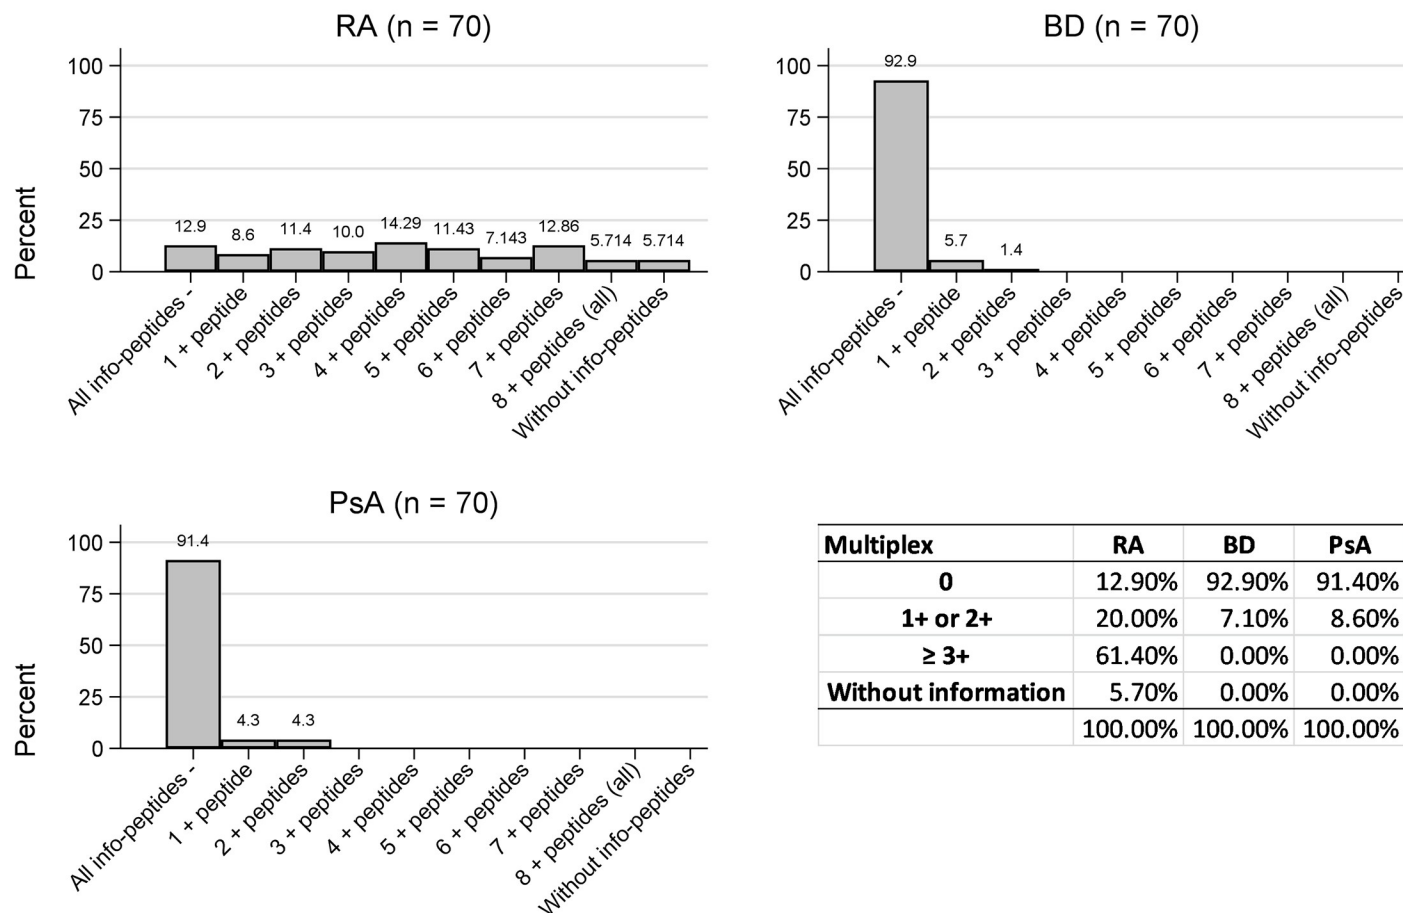 RA (n = 70)
Percent
100
75
50
25
0
12.9
8.6
11.4
10.0
14.29
11.43
7.143
12.86
5.714
5.714
All info-peptides -
1 + peptide
2 + peptides
3 + peptides
4 + peptides
5 + peptides
6 + peptides
7 + peptides
8 + peptides (all)
Without info-peptides
BD (n = 70)
100
75
50
25
0
92.9
5.7
1.4
All info-peptides -
1 + peptide
2 + peptides
3 + peptides
4 + peptides
5 + peptides
6 + peptides
7 + peptides
8 + peptides (all)
Without info-peptides
PsA (n = 70)
Percent
100
75
50
25
0
91.4
4.3
4.3
All info-peptides -
1 + peptide
2 + peptides
3 + peptides
4 + peptides
5 + peptides
6 + peptides
7 + peptides
8 + peptides (all)
Without info-peptides
Multiplex RA BD PsA
0 12.90% 92.90% 91.40%
1+ or 2+ 20.00% 7.10% 8.60%
≥ 3+ 61.40% 0.00% 0.00%
Without information 5.70% 0.00% 0.00%
100.00% 100.00% 100.00%